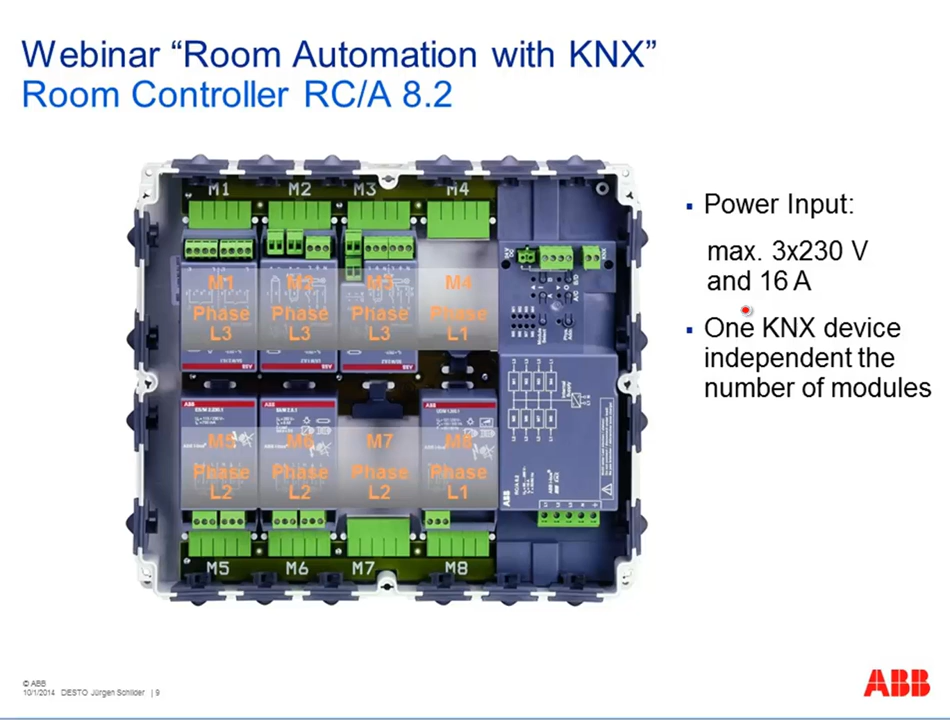 Webinar “Room Automation with KNX”
Room Controller RC/A 8.2
M1 M2 M3 M4
M1 M2 M3 M4
Phase Phase Phase Phase
L3 L3 L3 L1
M5 M6 M7 M8
Phase Phase Phase Phase
L2 L2 L2 L1
ABB
RC/A 8.2
M5 M6 M7 M8
▪ Power Input:
max. 3x230 V
and 16 A
▪ One KNX device
independent the
number of modules
© ABB
10/1/2014 DESTO Jürgen Schilder | 9
ABB